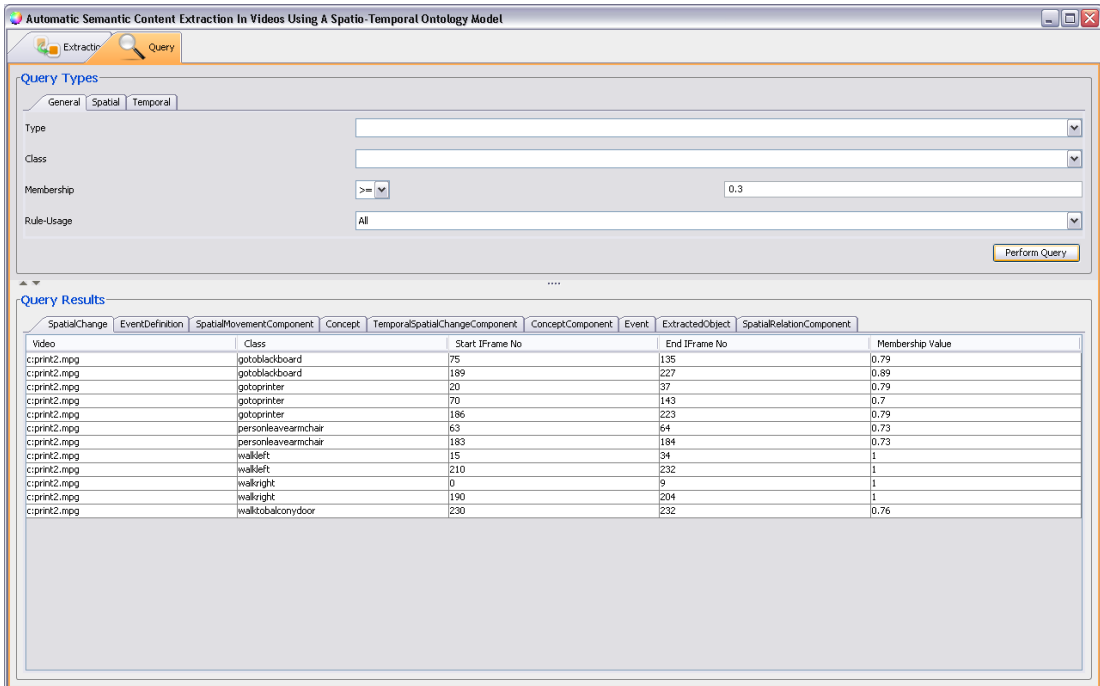 Automatic Semantic Content Extraction In Videos Using A Spatio-Temporal Ontology Model
Extractio Query
Query Types
General Spatial Temporal
Type
Class
Membership >= 0.3
Rule-Usage All
Perform Query
Query Results
SpatialChange EventDefinition SpatialMovementComponent Concept TemporalSpatialChangeComponent ConceptComponent Event ExtractedObject SpatialRelationComponent
Video Class Start IFrame No End IFrame No Membership Value
c:print2.mpg gotoblackboard 75 135 0.79
c:print2.mpg gotoblackboard 189 227 0.89
c:print2.mpg gotoprinter 20 37 0.79
c:print2.mpg gotoprinter 70 143 0.7
c:print2.mpg gotoprinter 186 223 0.79
c:print2.mpg personleavearmchair 63 64 0.73
c:print2.mpg personleavearmchair 183 184 0.73
c:print2.mpg walkleft 15 34 1
c:print2.mpg walkleft 210 232 1
c:print2.mpg walkright 0 9 1
c:print2.mpg walkright 190 204 1
c:print2.mpg walktobalconydoor 230 232 0.76